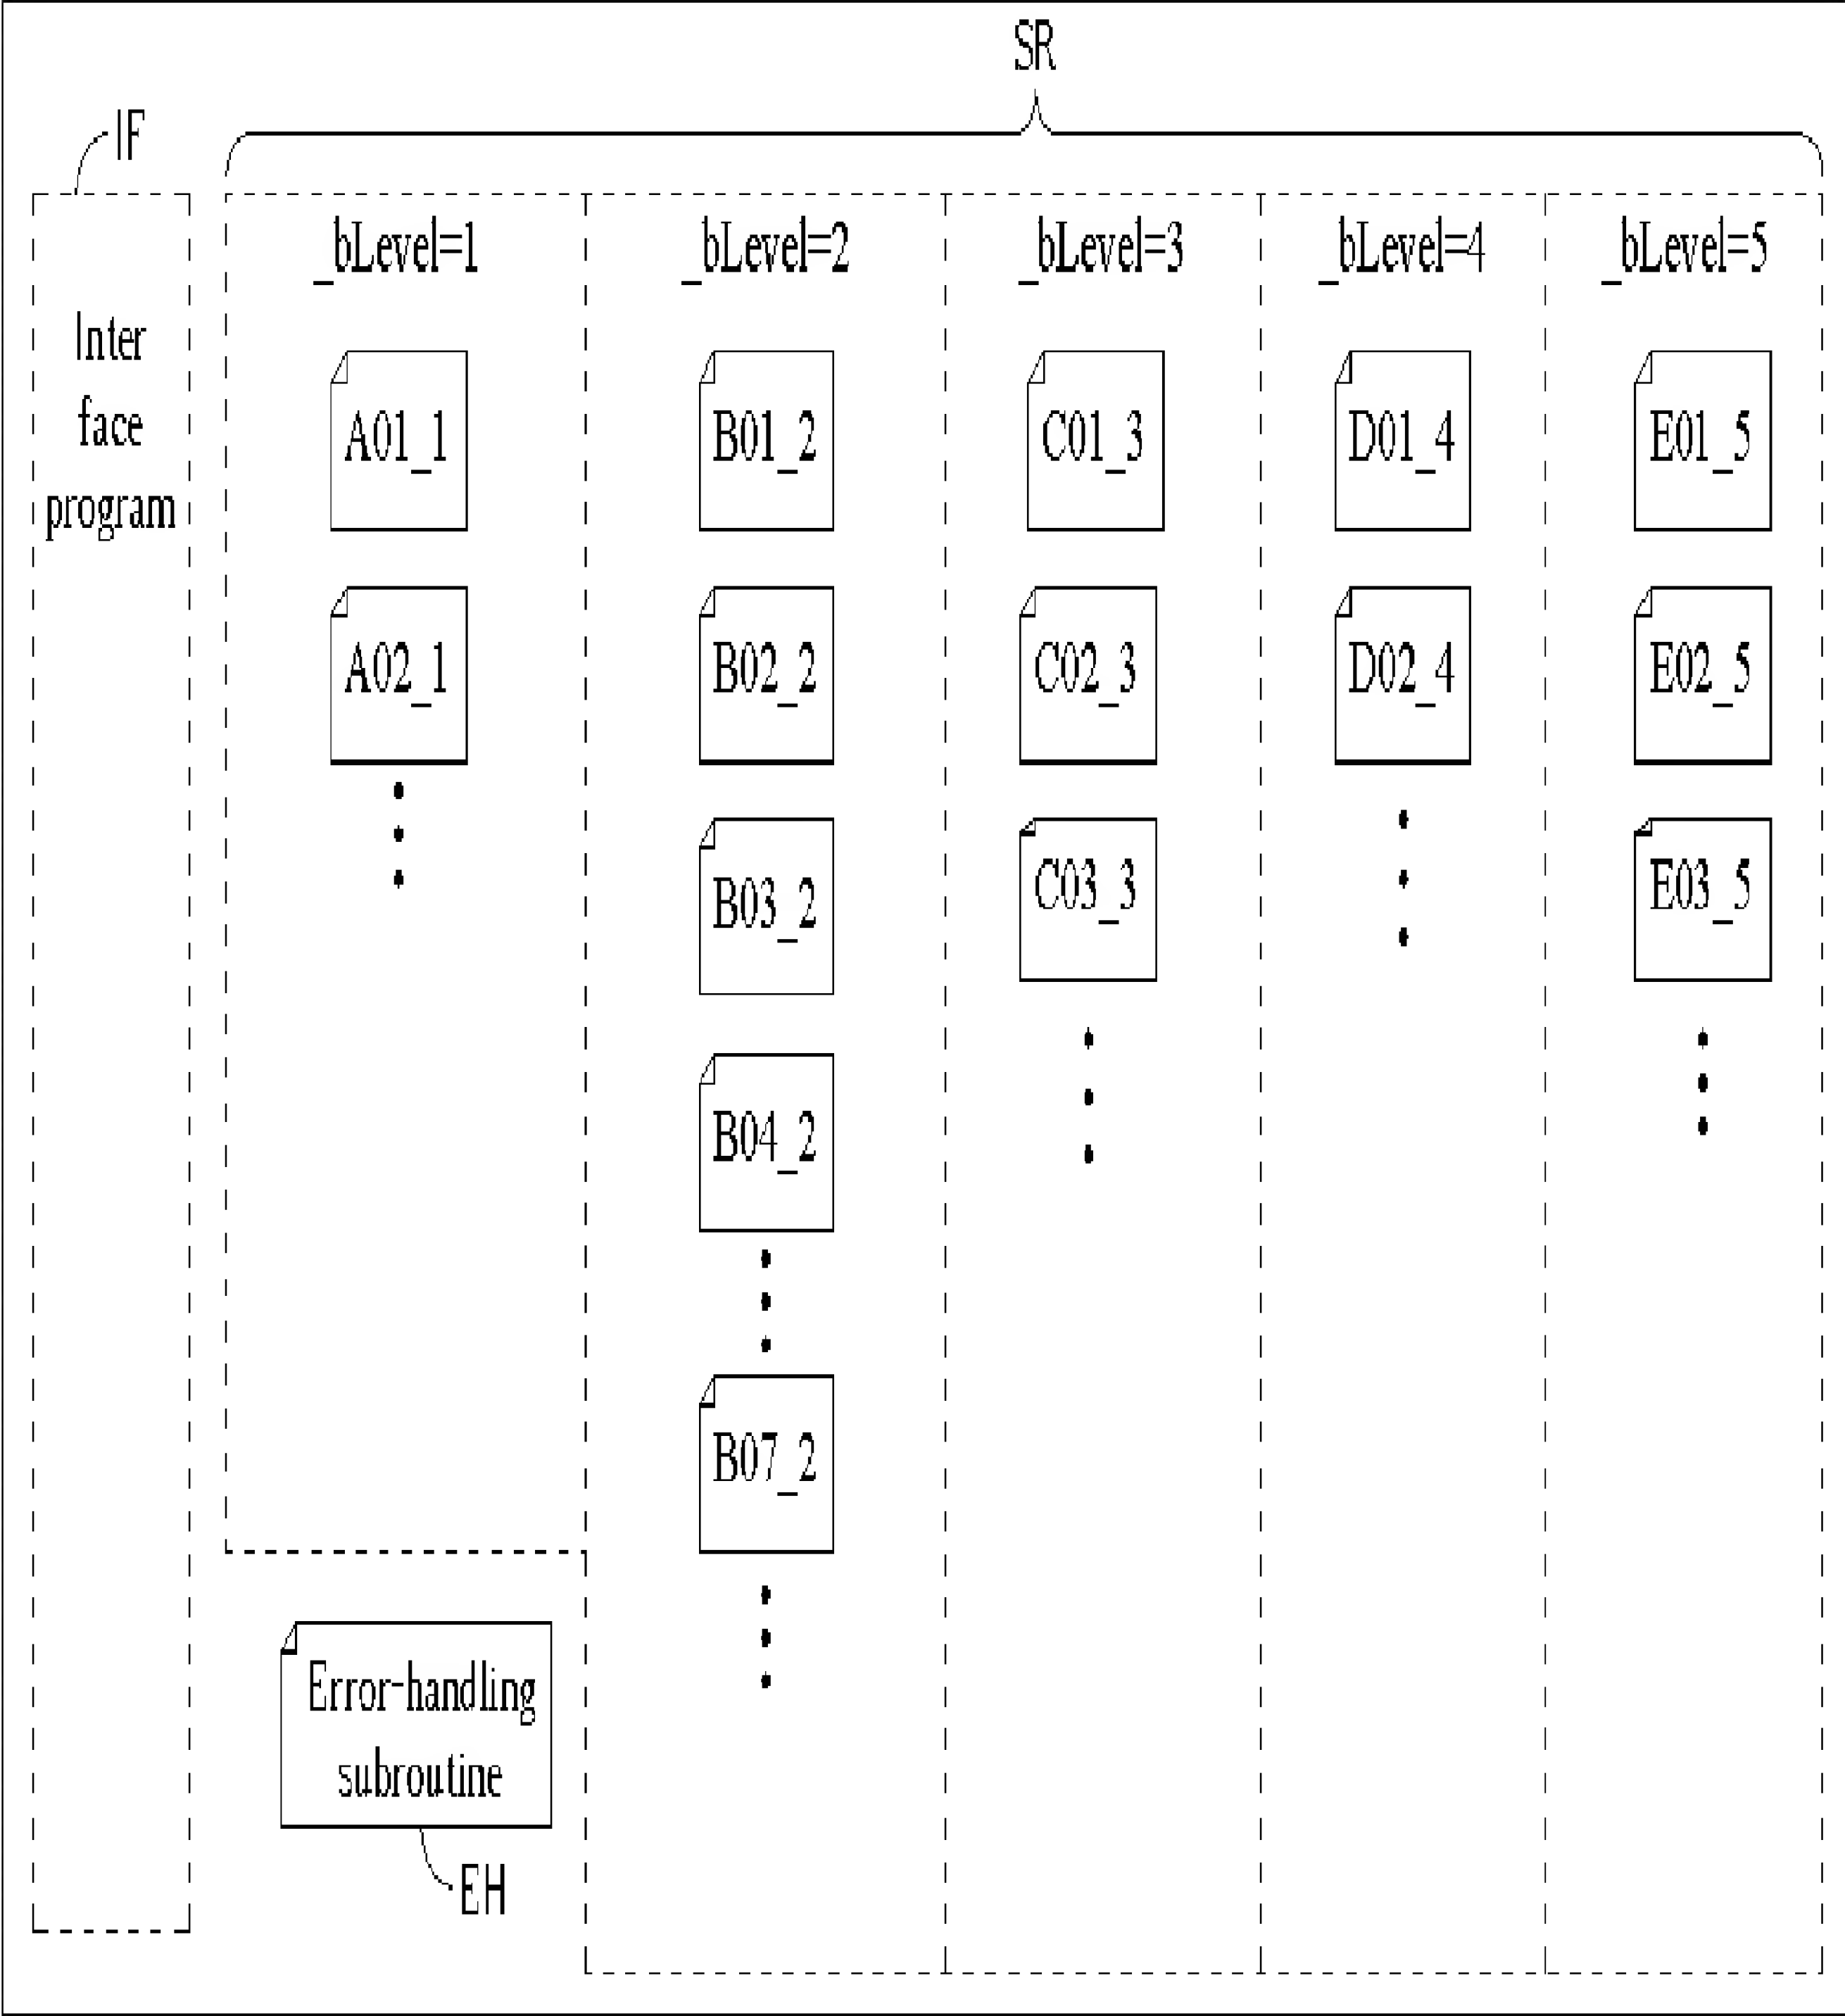 SR
IF
_bLevel=1
_bLevel=2
_bLevel=3
_bLevel=4
_bLevel=5
Inter
face
program
A01_1
B01_2
C01_3
D01_4
E01_5
A02_1
B02_2
C02_3
D02_4
E02_5
B03_2
C03_3
E03_5
B04_2
B07_2
Error-handling
subroutine
EH